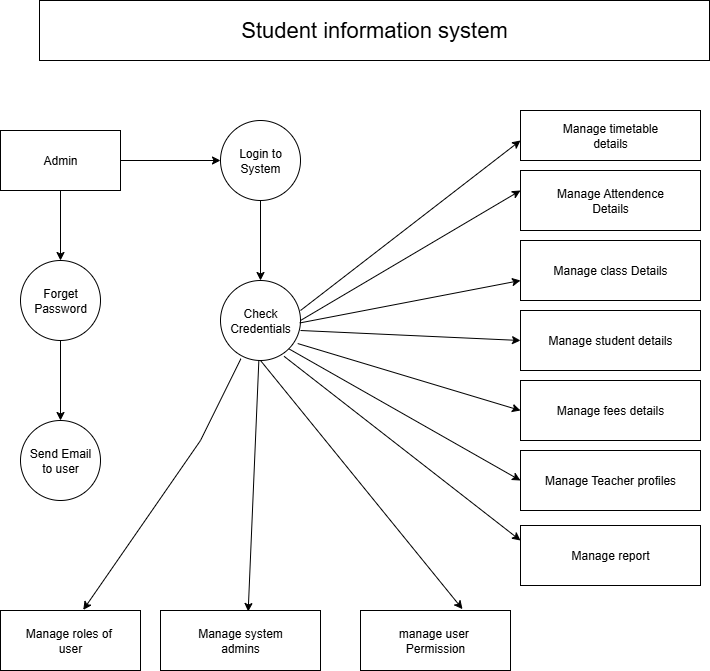 Student information system
Manage timetable
details
Admin
Login to
System
Manage Attendence
Details
Manage class Details
Forget
Password
Check
Credentials
Manage student details
Manage fees details
Send Email
to user
Manage Teacher profiles
Manage report
Manage roles of
user
Manage system
admins
manage user
Permission